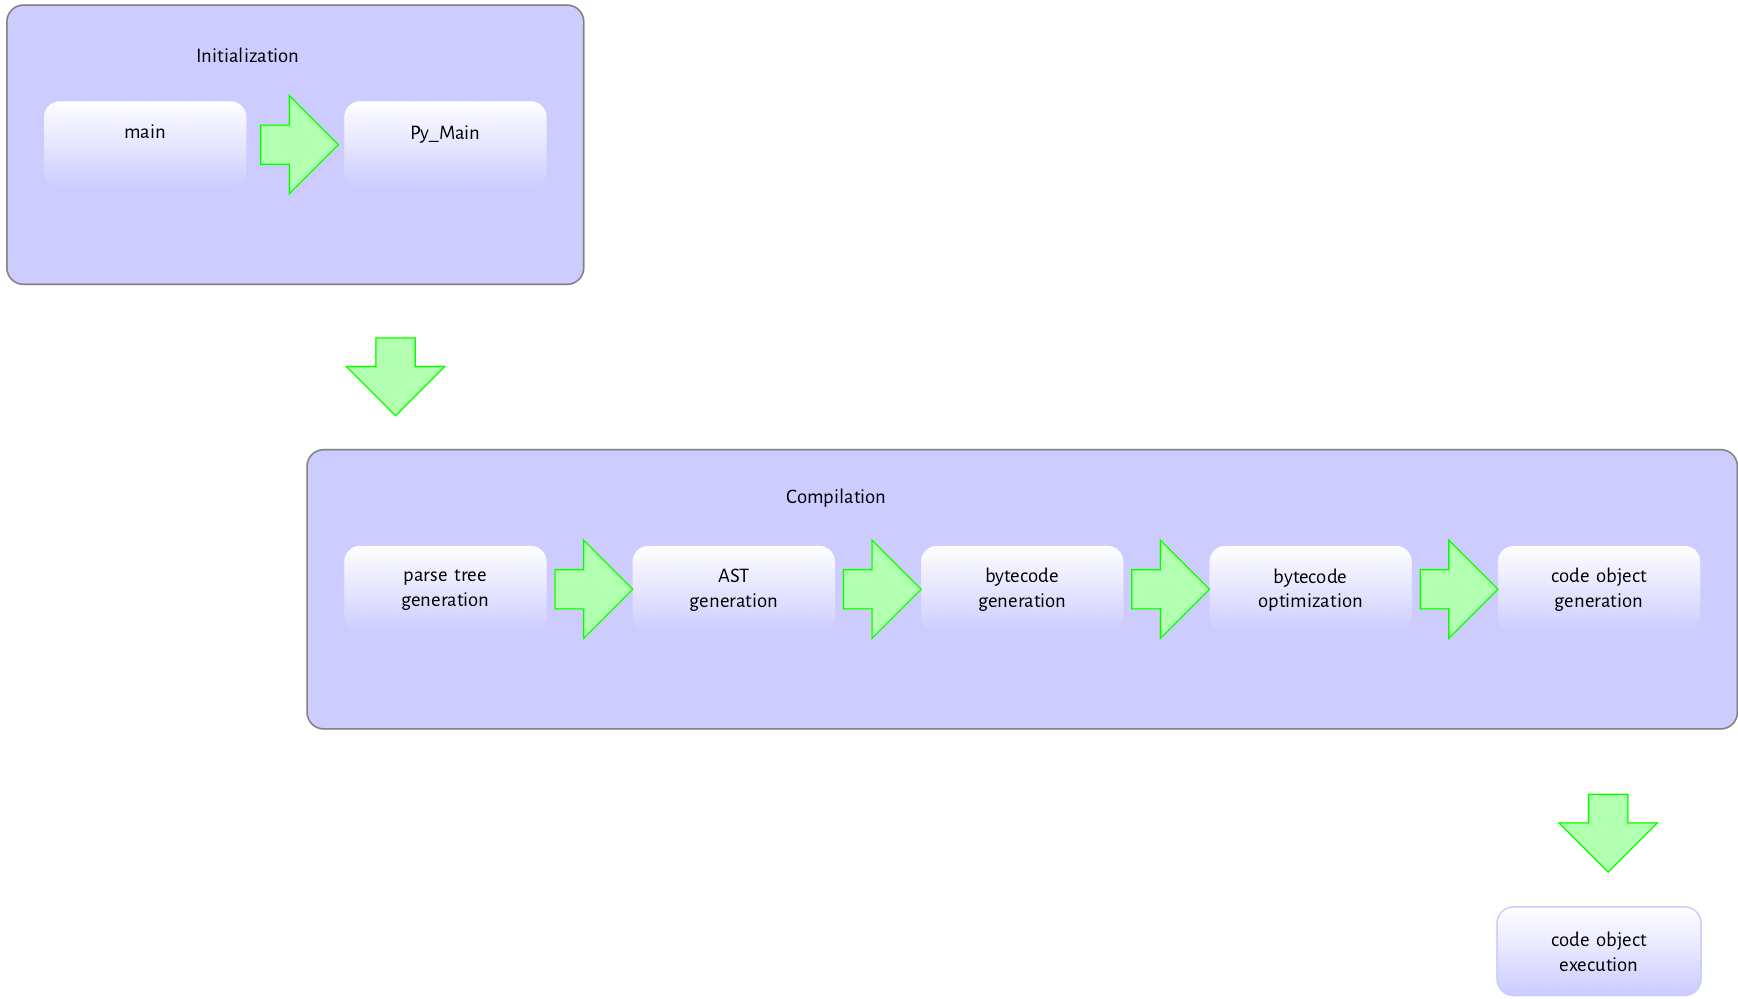 Initialization
main
Py_Main
Compilation
parse tree
generation
AST
generation
bytecode
generation
bytecode
optimization
code object
generation
code object
execution